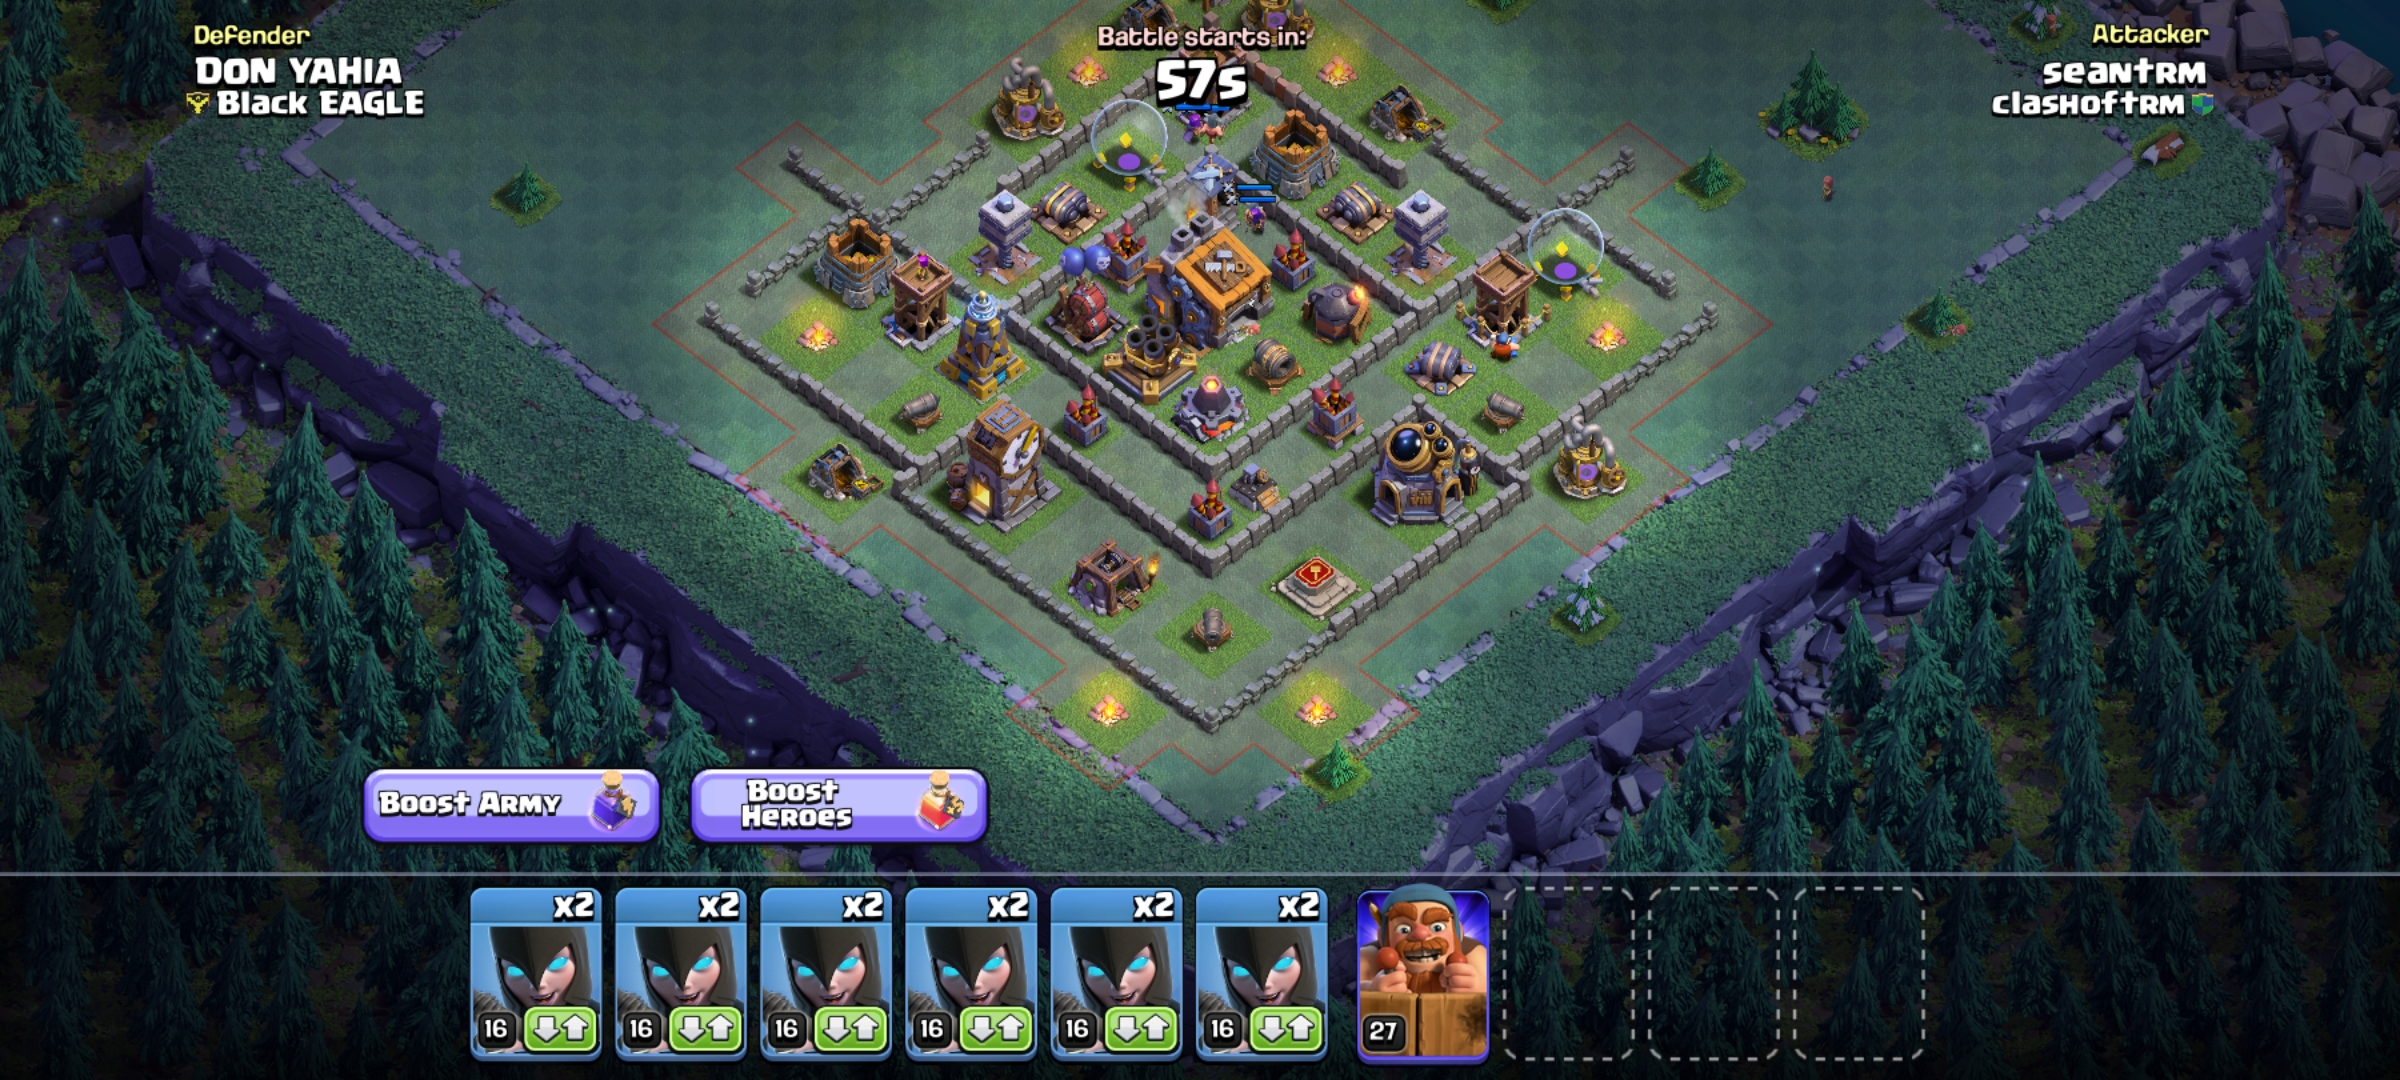 Defender
DON YAHIA
Black EAGLE
Battle starts in:
57s
Attacker
seantRM
clashoftRM
Boost Army
Boost
Heroes
x2
x2
x2
x2
x2
x2
16
16
16
16
16
16
27